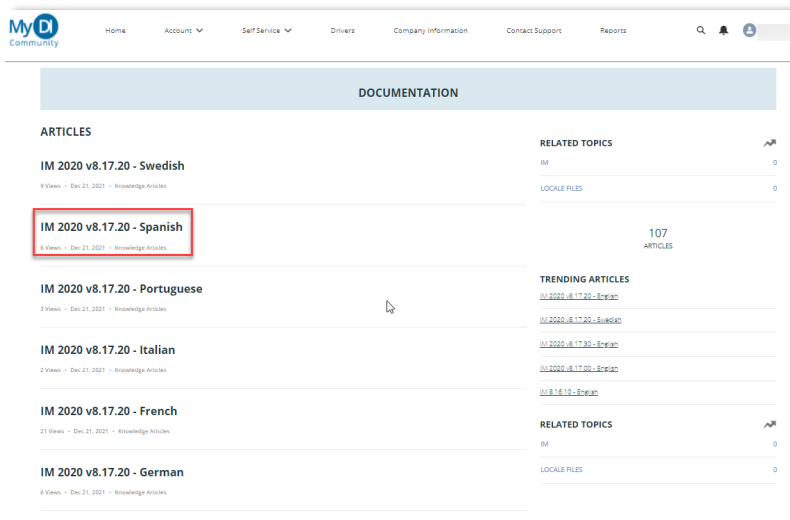 My DI
Community
Home
Account
Self Service
Drivers
Company Information
Contact Support
Reports
DOCUMENTATION
ARTICLES
IM 2020 v8.17.20 - Swedish
9 Views • Dec 21, 2021 • Knowledge Articles
IM 2020 v8.17.20 - Spanish
6 Views • Dec 21, 2021 • Knowledge Articles
IM 2020 v8.17.20 - Portuguese
3 Views • Dec 21, 2021 • Knowledge Articles
IM 2020 v8.17.20 - Italian
2 Views • Dec 21, 2021 • Knowledge Articles
IM 2020 v8.17.20 - French
21 Views • Dec 21, 2021 • Knowledge Articles
IM 2020 v8.17.20 - German
6 Views • Dec 21, 2021 • Knowledge Articles
RELATED TOPICS
IM 0
LOCALE FILES 0
107
ARTICLES
TRENDING ARTICLES
IM 2020 v8.17.20 - English
IM 2020 v8.17.20 - Swedish
IM 2020 v8.17.30 - English
IM 2020 v8.17.00 - English
IM 8.16.10 - English
RELATED TOPICS
IM 0
LOCALE FILES 0